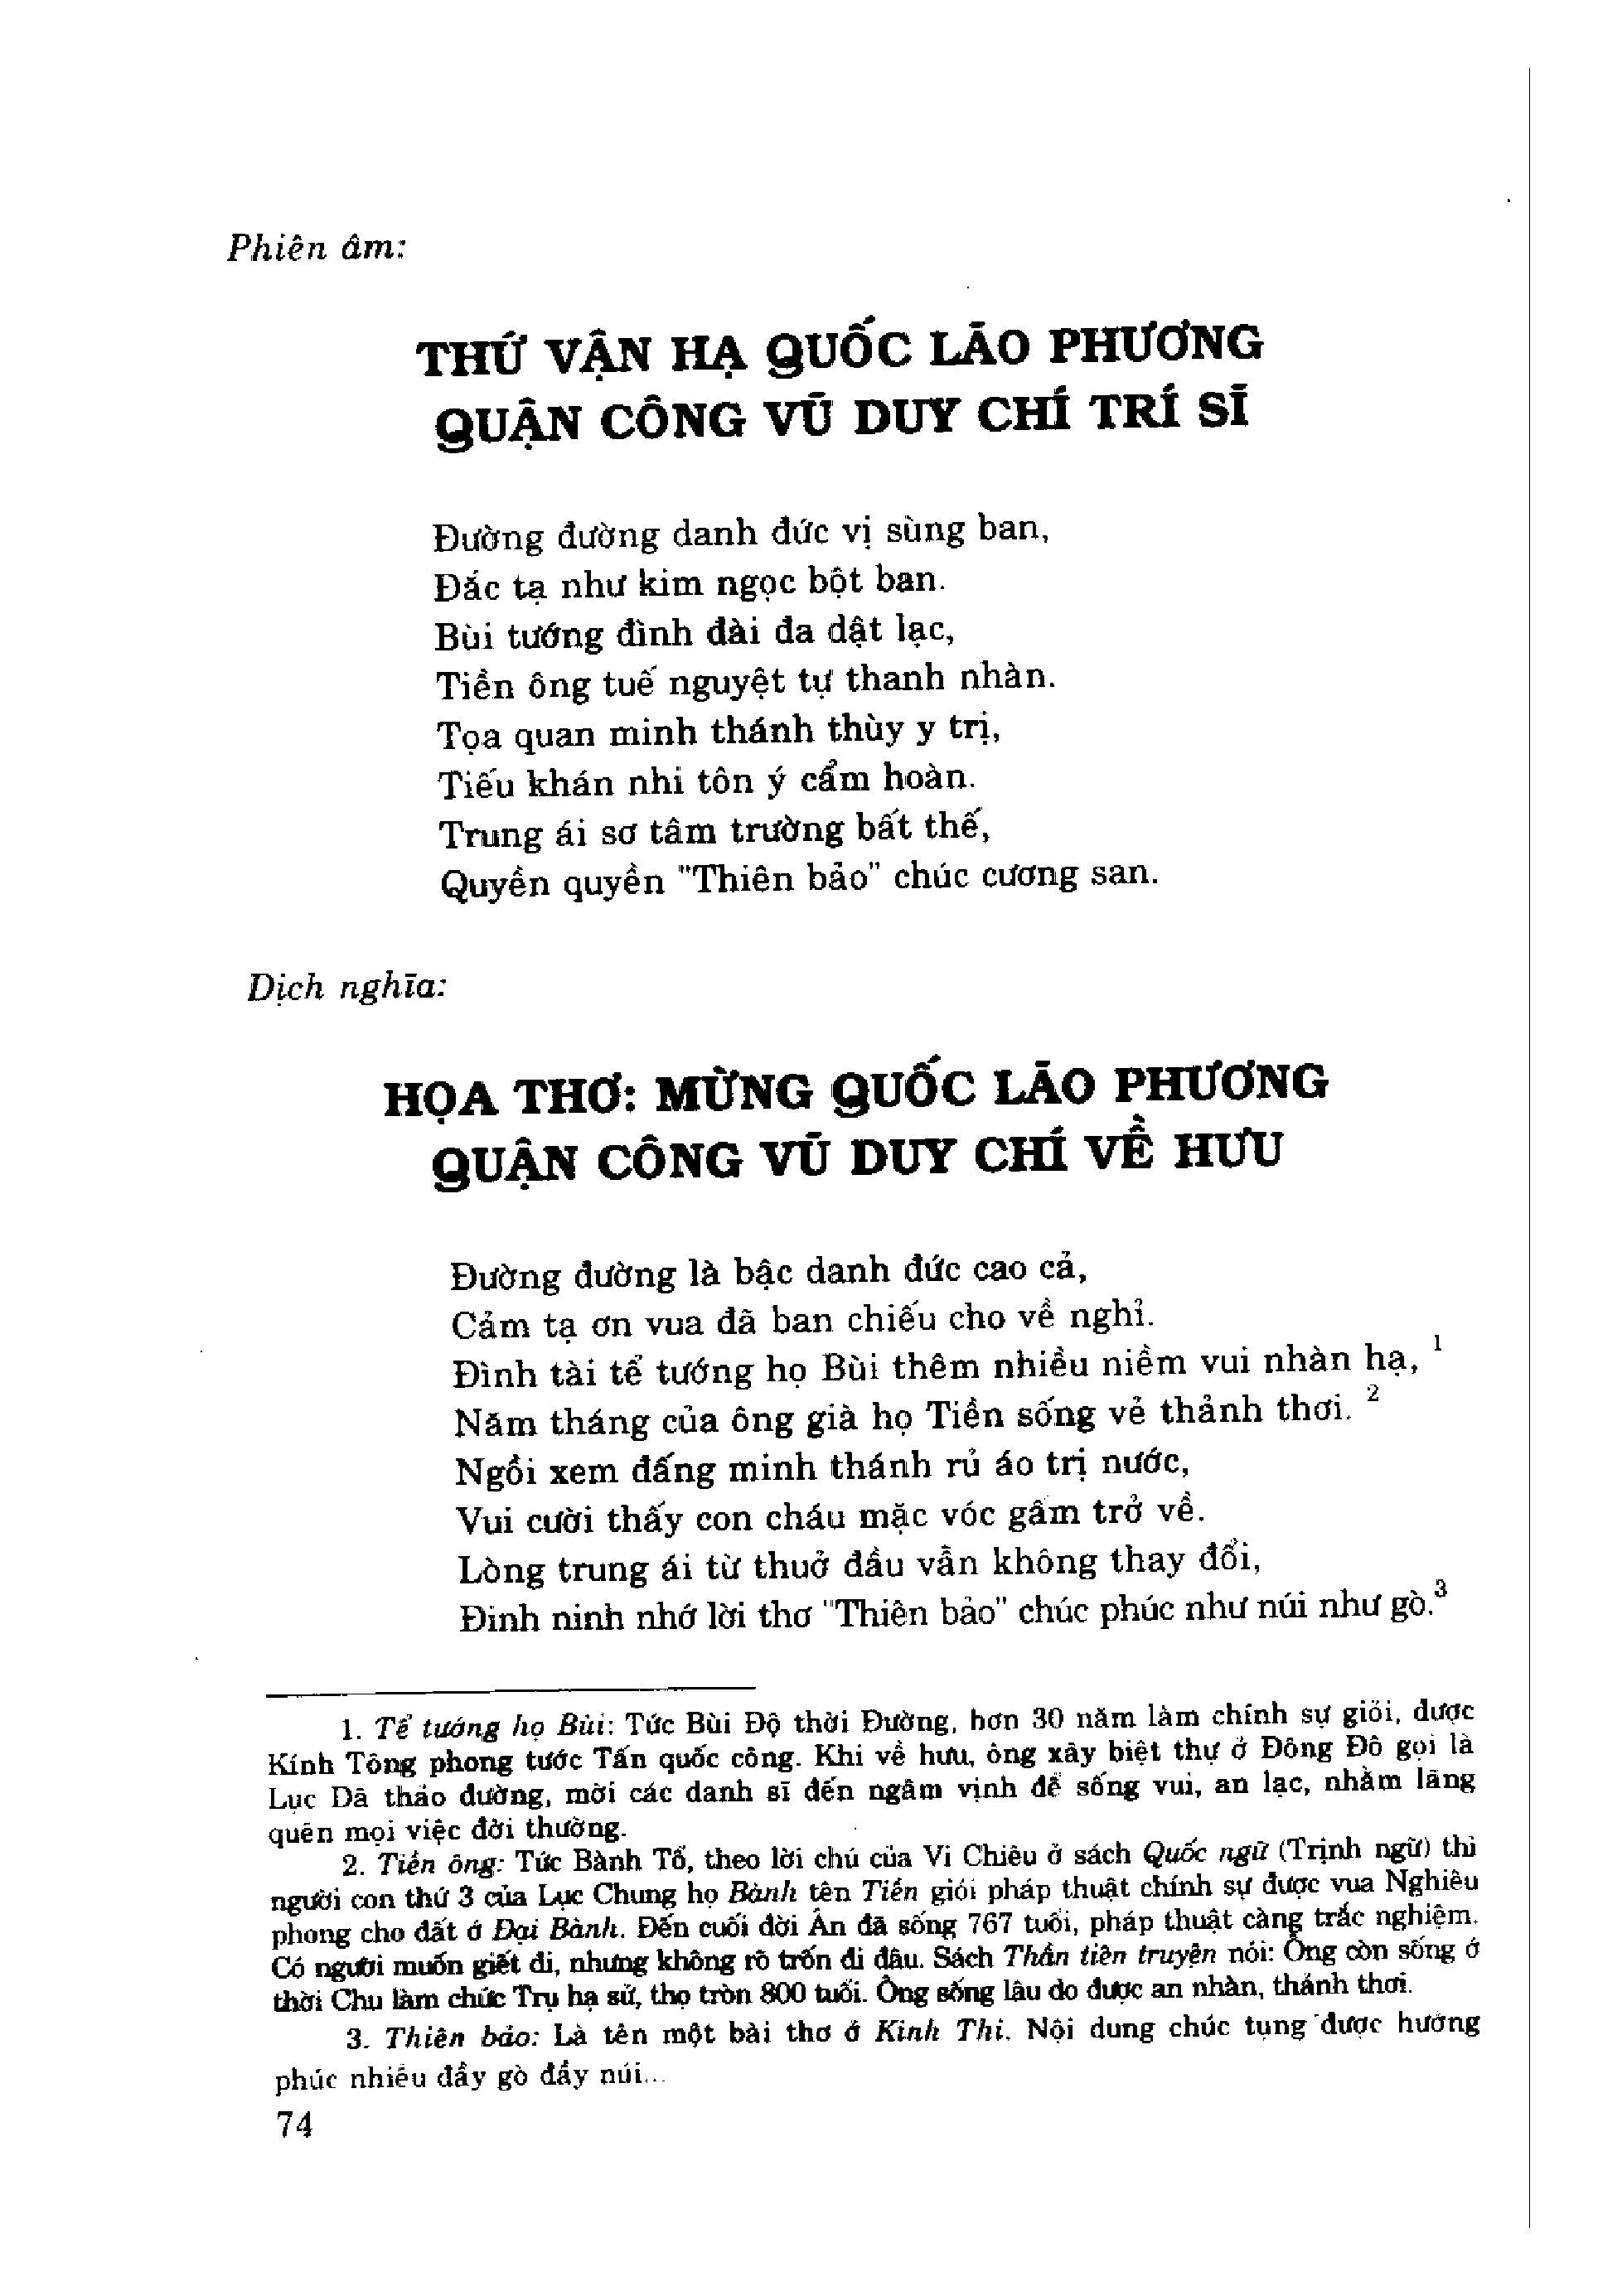 Phiên âm:
THỨ VẬN HẠ QUỐC LÃO PHƯƠNG
QUẬN CÔNG VŨ DUY CHÍ TRÍ SĨ
Đường đường danh đức vị sùng ban,
Đắc tạ như kim ngọc bột ban.
Bùi tướng đình đài đa dật lạc,
Tiền ông tuế nguyệt tự thanh nhàn.
Tọa quan minh thánh thùy y trị,
Tiếu khán nhi tôn ý cẩm hoàn.
Trung ái sơ tâm trường bất thế,
Quyền quyền "Thiên bảo" chúc cương san.
Dịch nghĩa:
HỌA THƠ: MỪNG QUỐC LÃO PHƯƠNG
QUẬN CÔNG VŨ DUY CHÍ VỀ HƯU
Đường đường là bậc danh đức cao cả,
Cảm tạ ơn vua đã ban chiếu cho về nghỉ.
Đình tài tể tướng họ Bùi thêm nhiều niềm vui nhàn hạ, 1
Năm tháng của ông già họ Tiền sống vẻ thảnh thơi. 2
Ngồi xem đấng minh thánh rủ áo trị nước,
Vui cười thấy con cháu mặc vóc gấm trở về.
Lòng trung ái từ thuở đầu vẫn không thay đổi,
Đinh ninh nhớ lời thơ "Thiên bảo" chúc phúc như núi như gò.3
1. Tể tướng họ Bùi: Tức Bùi Độ thời Đường, hơn 30 năm làm chính sự giỏi, được
Kính Tông phong tước Tấn quốc công. Khi về hưu, ông xây biệt thự ở Đông Đô gọi là
Lục Dã thảo đường, mời các danh sĩ đến ngâm vịnh để sống vui, an lạc, nhằm lãng
quên mọi việc đời thường.
2. Tiền ông: Tức Bành Tổ, theo lời chú của Vi Chiêu ở sách Quốc ngữ (Trịnh ngữ) thì
người con thứ 3 của Lục Chung họ Bành tên Tiền giỏi pháp thuật chính sự được vua Nghiêu
phong cho đất ở Đại Bành. Đến cuối đời Ân đã sống 767 tuổi, pháp thuật càng trắc nghiệm.
Có người muốn giết đi, nhưng không rõ trốn đi đâu. Sách Thần tiên truyện nói: Ông còn sống ở
thời Chu làm chức Trụ hạ sử, thọ tròn 800 tuổi. Ông sống lâu do được an nhàn, thảnh thơi.
3. Thiên bảo: Là tên một bài thơ ở Kinh Thi. Nội dung chúc tụng được hưởng
phúc nhiều đầy gò đầy núi...
74